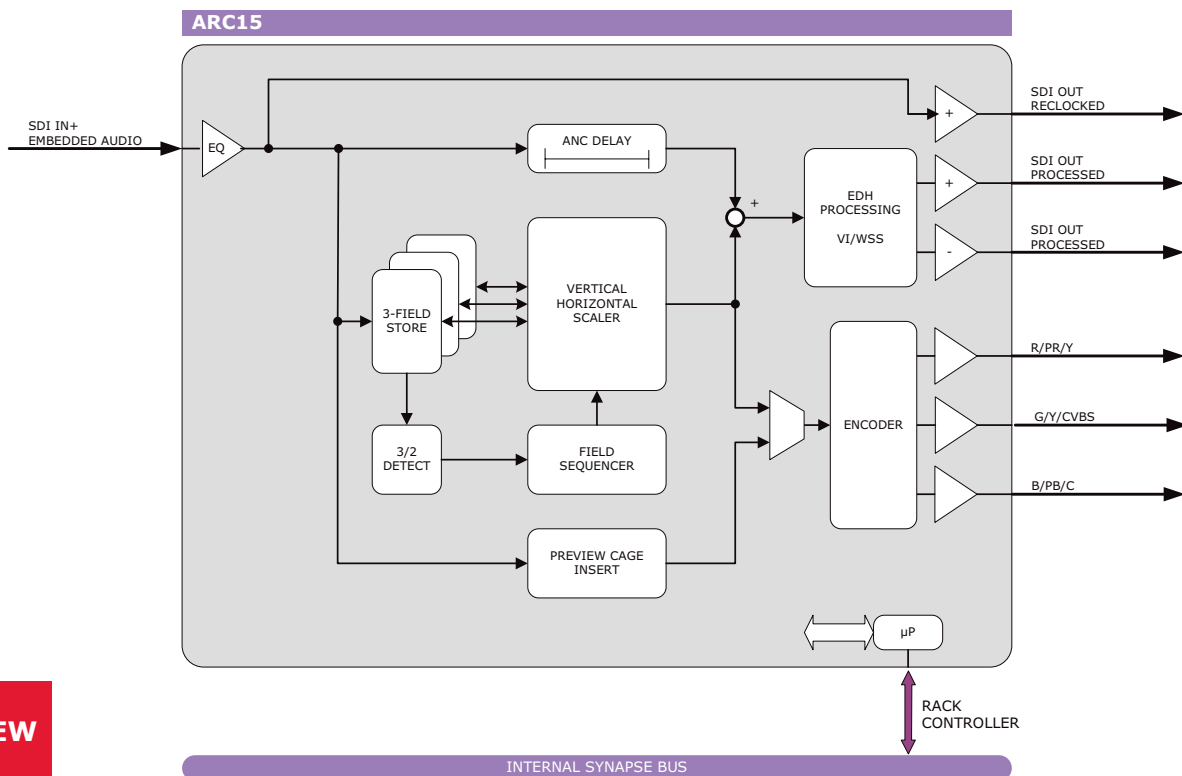 ARC15
SDI IN+
EMBEDDED AUDIO
EQ
ANC DELAY
+
SDI OUT
RECLOCKED
+
SDI OUT
PROCESSED
-
SDI OUT
PROCESSED
+
EDH
PROCESSING
VI/WSS
3-FIELD
STORE
VERTICAL
HORIZONTAL
SCALER
3/2
DETECT
FIELD
SEQUENCER
PREVIEW CAGE
INSERT
ENCODER
R/PR/Y
G/Y/CVBS
B/PB/C
µP
RACK
CONTROLLER
EW
INTERNAL SYNAPSE BUS